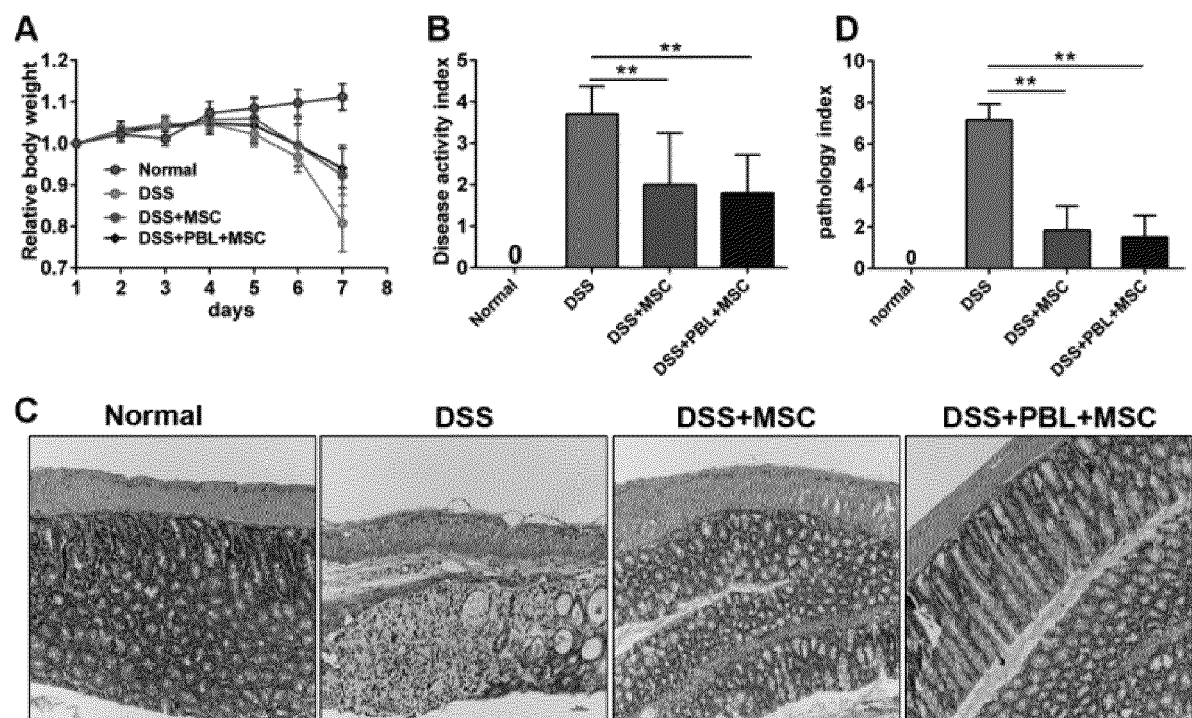 A
Relative body weight
1.2
1.1
1.0
0.9
0.8
0.7
Normal
DSS
DSS+MSC
DSS+PBL+MSC
1 2 3 4 5 6 7 8
days
B
Disease activity index
5
4
3
2
1
0
0
**
**
Normal
DSS
DSS+MSC
DSS+PBL+MSC
D
pathology index
10
8
6
4
2
0
0
**
**
normal
DSS
DSS+MSC
DSS+PBL+MSC
C
Normal DSS DSS+MSC DSS+PBL+MSC